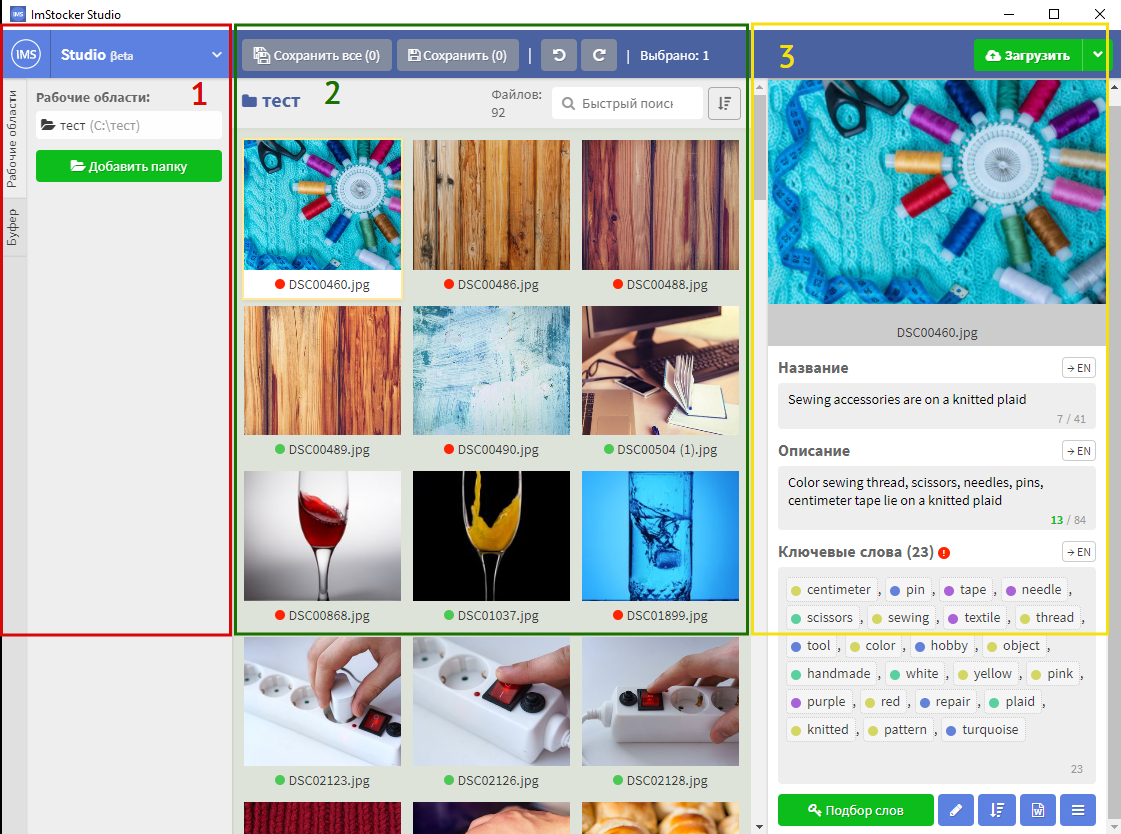 IMS ImStocker Studio
IMS Studio βeta
Сохранить все (0) Сохранить (0) | | Выбрано: 1
3 Загрузить
Рабочие области
Буфер
Рабочие области: 1
тест (C:\тест)
Добавить папку
тест 2 Файлов: 92 Быстрый поиск
DSC00460.jpg DSC00486.jpg DSC00488.jpg
DSC00489.jpg DSC00490.jpg DSC00504 (1).jpg
DSC00868.jpg DSC01037.jpg DSC01899.jpg
DSC02123.jpg DSC02126.jpg DSC02128.jpg
DSC00460.jpg
Название → EN
Sewing accessories are on a knitted plaid
7 / 41
Описание → EN
Color sewing thread, scissors, needles, pins,
centimeter tape lie on a knitted plaid
13 / 84
Ключевые слова (23) ! → EN
centimeter , pin , tape , needle ,
scissors , sewing , textile , thread ,
tool , color , hobby , object ,
handmade , white , yellow , pink ,
purple , red , repair , plaid ,
knitted , pattern , turquoise
23
Подбор слов